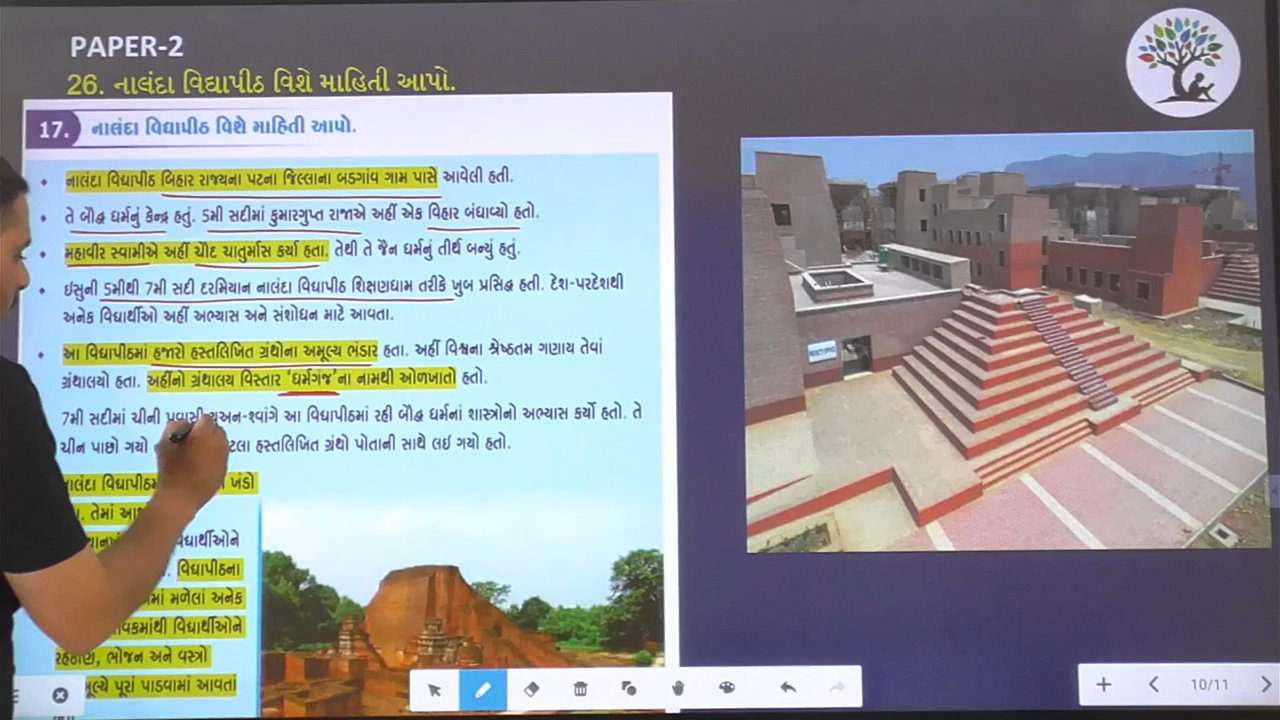 PAPER-2
26. નાલંદા વિદ્યાપીઠ વિશે માહિતી આપો.
17. નાલંદા વિદ્યાપીઠ વિશે માહિતી આપો.
• નાલંદા વિદ્યાપીઠ બિહાર રાજ્યના પટના જિલ્લાના બડગાંવ ગામ પાસે આવેલી હતી.
• તે બૌદ્ધ ધર્મનું કેન્દ્ર હતું. 5મી સદીમાં કુમારગુપ્ત રાજાએ અહીં એક વિહાર બંધાવ્યો હતો.
• મહાવીર સ્વામીએ અહીં ચૌદ ચાતુર્માસ કર્યા હતા. તેથી તે જૈન ધર્મનું તીર્થ બન્યું હતું.
• ઇસુની 5મીથી 7મી સદી દરમિયાન નાલંદા વિદ્યાપીઠ શિક્ષણધામ તરીકે ખુબ પ્રસિદ્ધ હતી. દેશ-પરદેશથી
અનેક વિદ્યાર્થીઓ અહીં અભ્યાસ અને સંશોધન માટે આવતા.
• આ વિદ્યાપીઠમાં હજારો હસ્તલિખિત ગ્રંથોના અમૂલ્ય ભંડાર હતા. અહીં વિશ્વના શ્રેષ્ઠતમ ગણાય તેવાં
ગ્રંથાલયો હતા. અહીંનો ગ્રંથાલય વિસ્તાર ‘ધર્મગંજ’ના નામથી ઓળખાતો હતો.
7મી સદીમાં ચીની પ્રવાસી યુઅન-શ્વાંગે આ વિદ્યાપીઠમાં રહી બૌદ્ધ ધર્મનાં શાસ્ત્રોનો અભ્યાસ કર્યો હતો. તે
ચીન પાછો ગયો હસ્તલિખિત ગ્રંથો પોતાની સાથે લઇ ગયો હતો.
ખંડો
તેમાં
વિદ્યાર્થીઓને
વિદ્યાપીઠના
મળેલાં અનેક
વિદ્યાર્થીઓને
રહેઠાણ, ભોજન અને વસ્ત્રો
પૂરાં પાડવામાં આવતાં
10/11